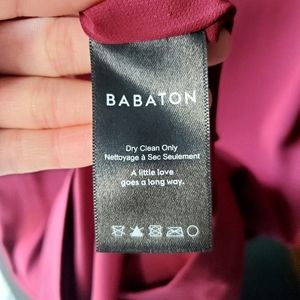 BABATON
Dry Clean Only
Nettoyage à Sec Seulement
A little love
goes a long way.